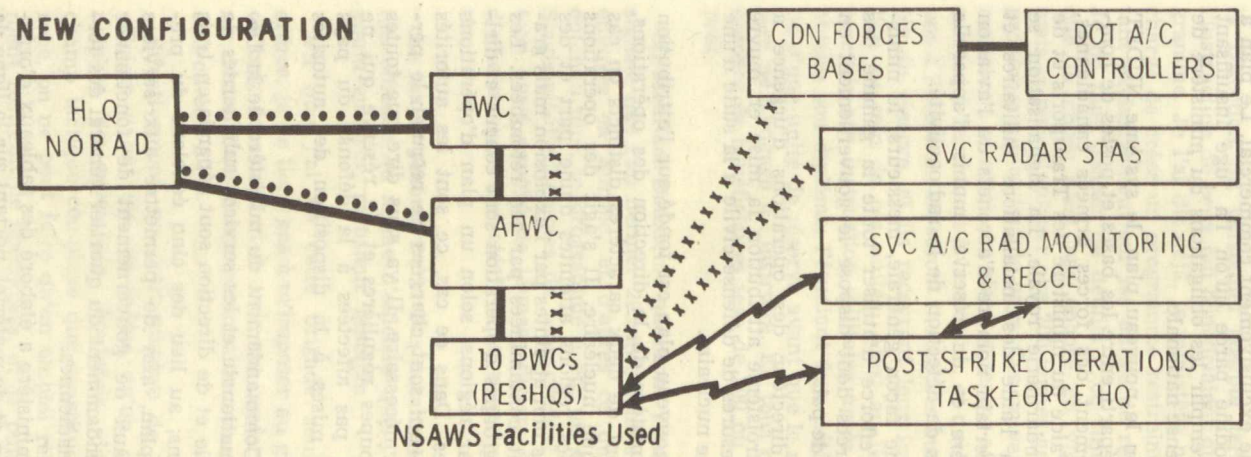 NEW CONFIGURATION
HQ
NORAD
FWC
AFWC
10 PWCs
(REGHQs)
NSAWS Facilities Used
CDN FORCES
BASES
DOT A/C
CONTROLLERS
SVC RADAR STAS
SVC A/C RAD MONITORING
& RECCE
POST STRIKE OPERATIONS
TASK FORCE HQ